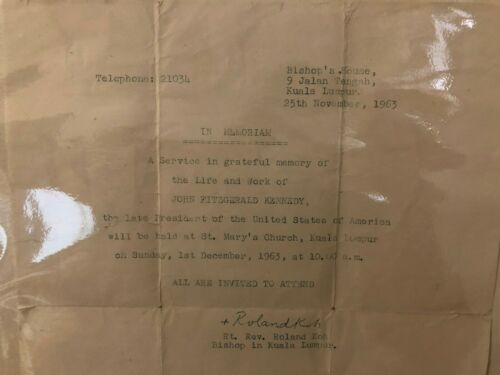 Telephone: 21034
Bishop's House,
9 Jalan Tengah,
Kuala Lumpur.
25th November, 1963
IN MEMORIAM
==================
A Service in grateful memory of
the Life and Work of
JOHN FITZGERALD KENNEDY,
the late President of the United States of America
will be held at St. Mary's Church, Kuala Lumpur
on Sunday, 1st December, 1963, at 10.00 a.m.
ALL ARE INVITED TO ATTEND
+ Roland Koh
Rt. Rev. Roland Koh
Bishop in Kuala Lumpur.